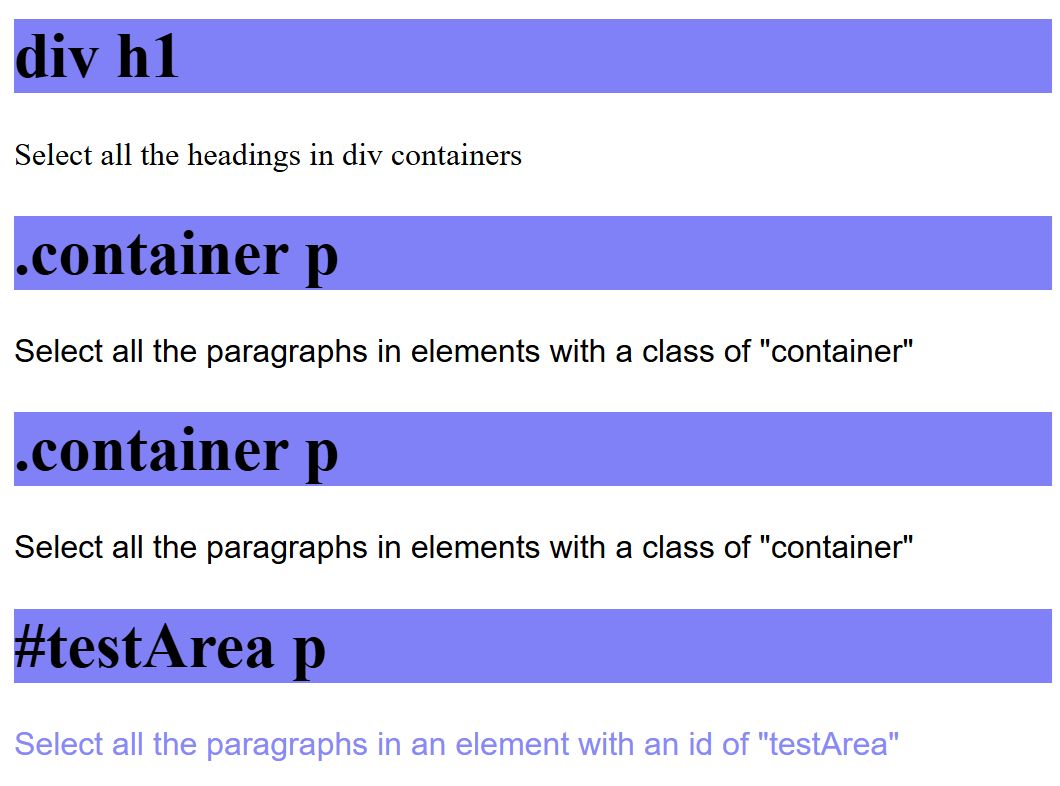 div h1
Select all the headings in div containers
.container p
Select all the paragraphs in elements with a class of "container"
.container p
Select all the paragraphs in elements with a class of "container"
#testArea p
Select all the paragraphs in an element with an id of "testArea"